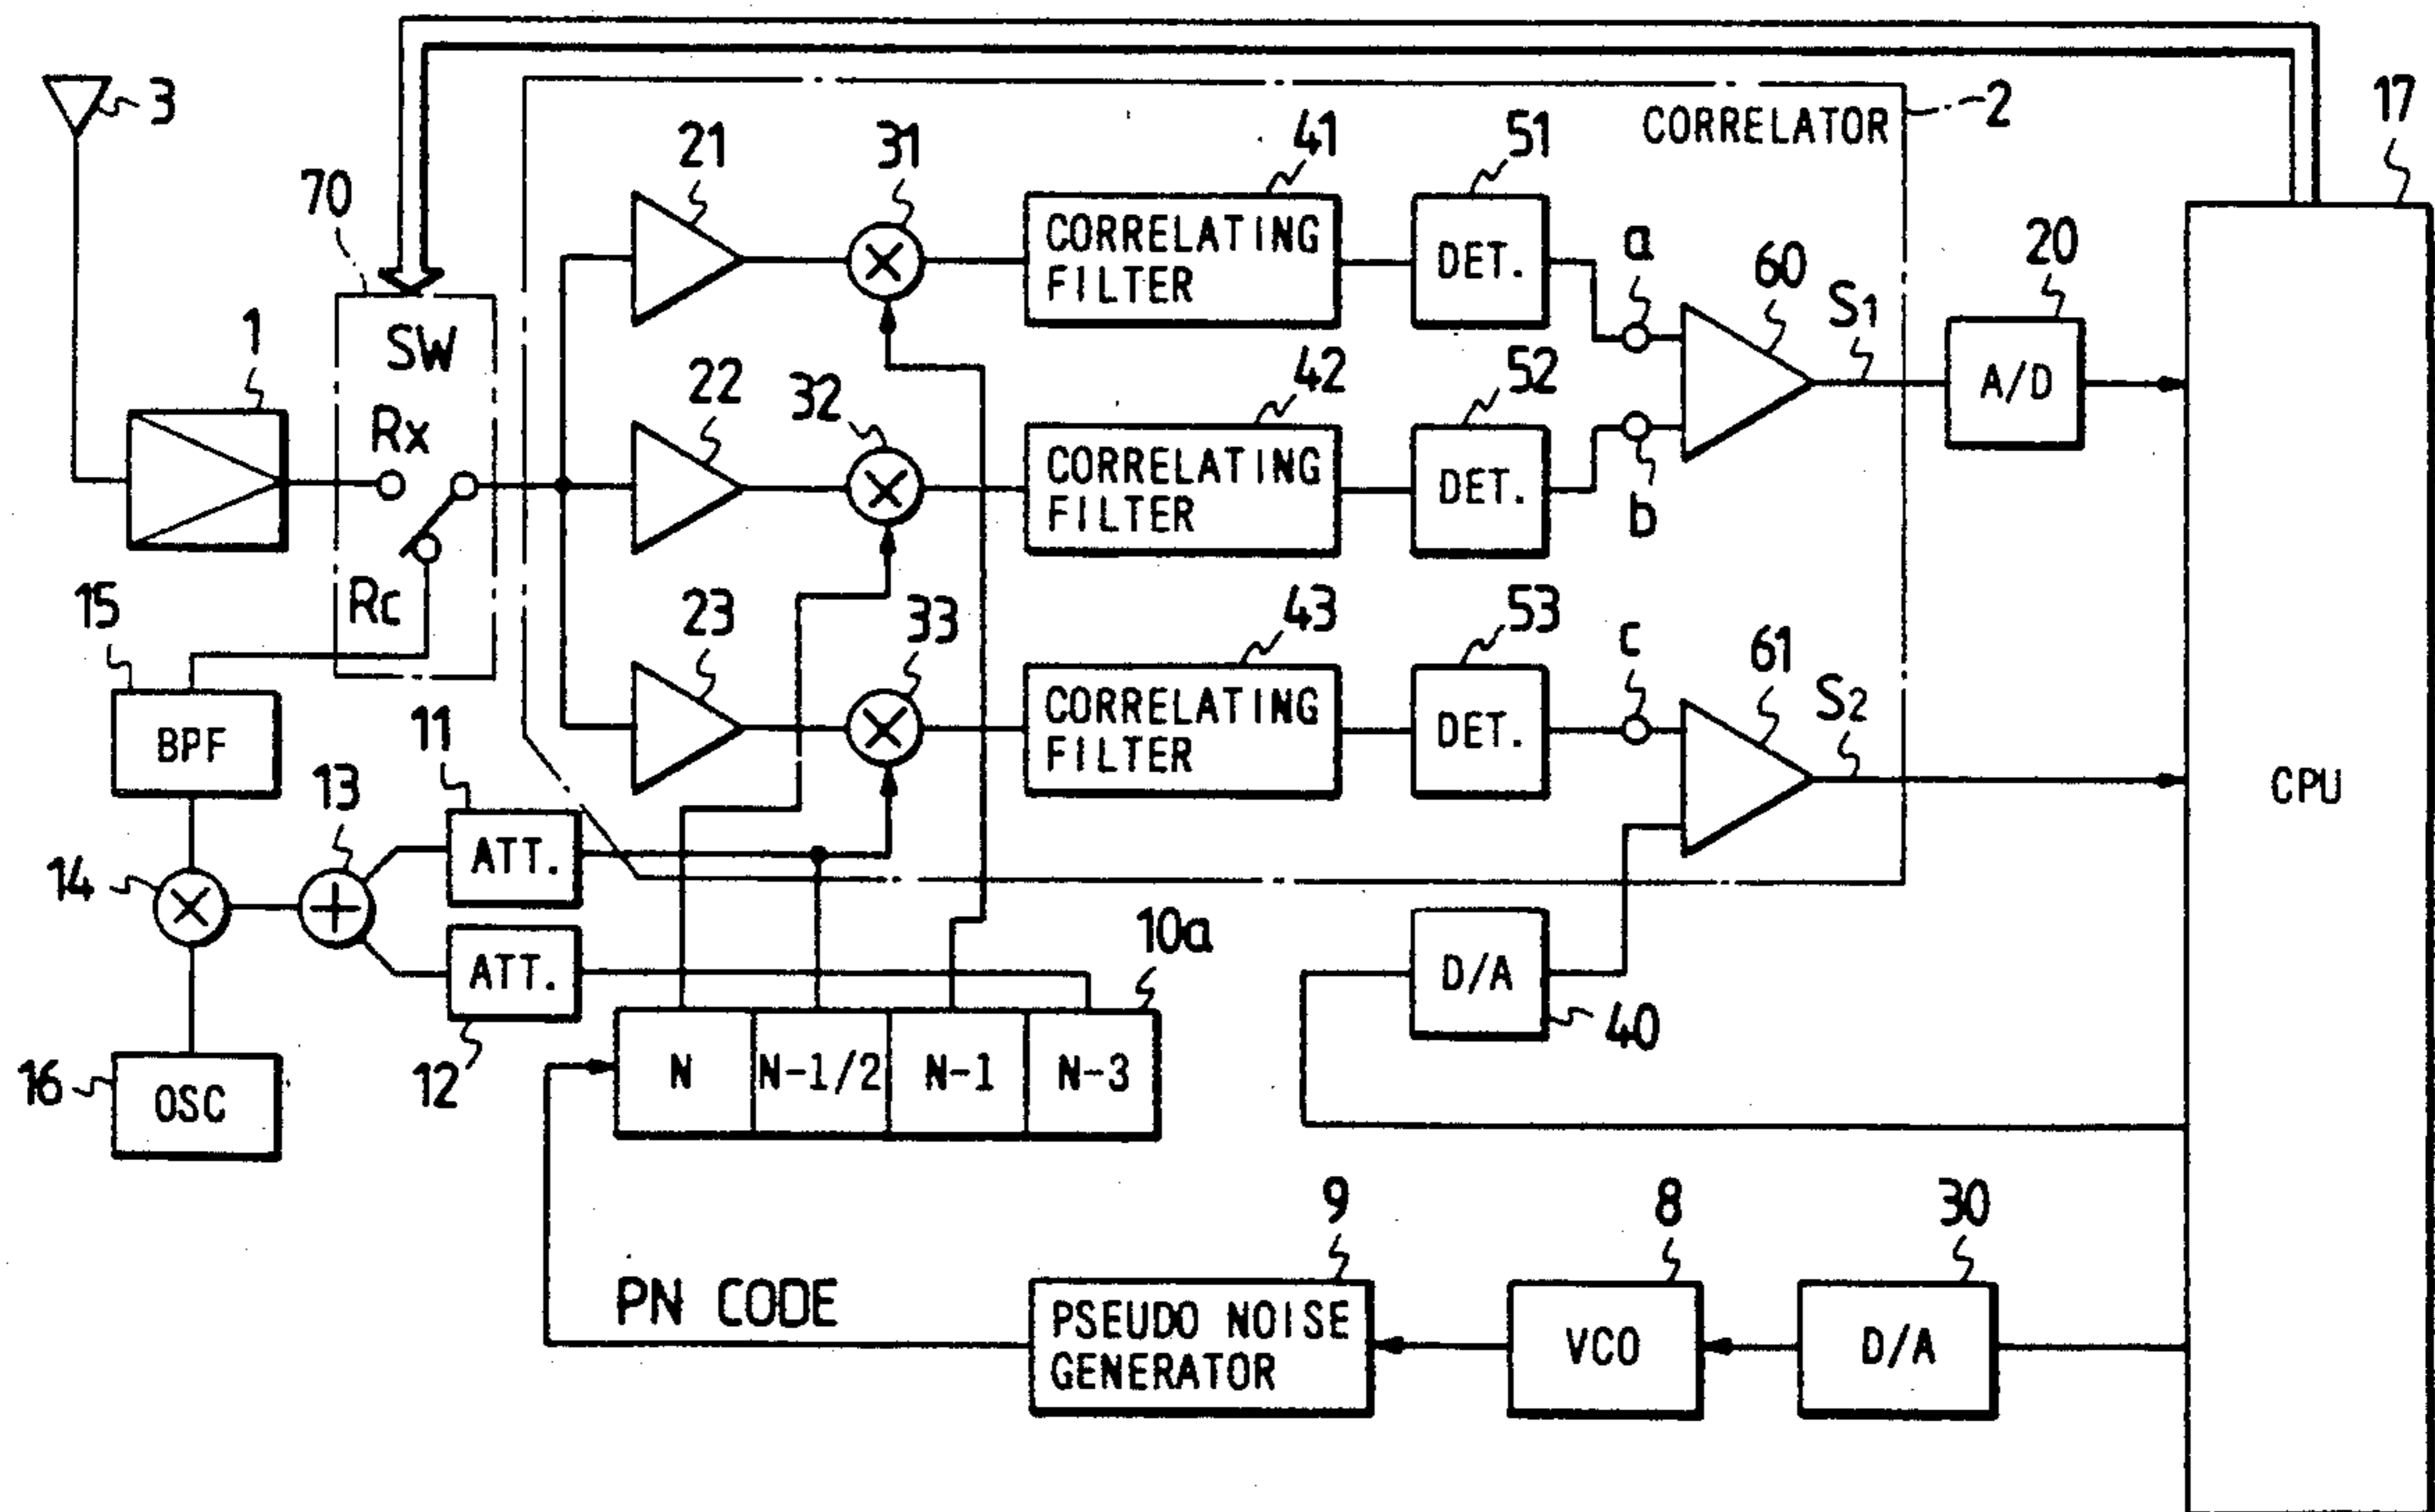 3
2
17
CORRELATOR
21
31
41
51
70
CORRELATING
FILTER
DET.
a
60
S1
20
1
SW
A/D
22
32
42
52
Rx
CORRELATING
FILTER
DET.
b
15
Rc
23
33
43
53
c
61
S2
BPF
11
CORRELATING
FILTER
DET.
CPU
13
14
ATT.
10a
ATT.
D/A
40
16
OSC
12
N
N-1/2
N-1
N-3
9
8
30
PN CODE
PSEUDO NOISE
GENERATOR
VCO
D/A